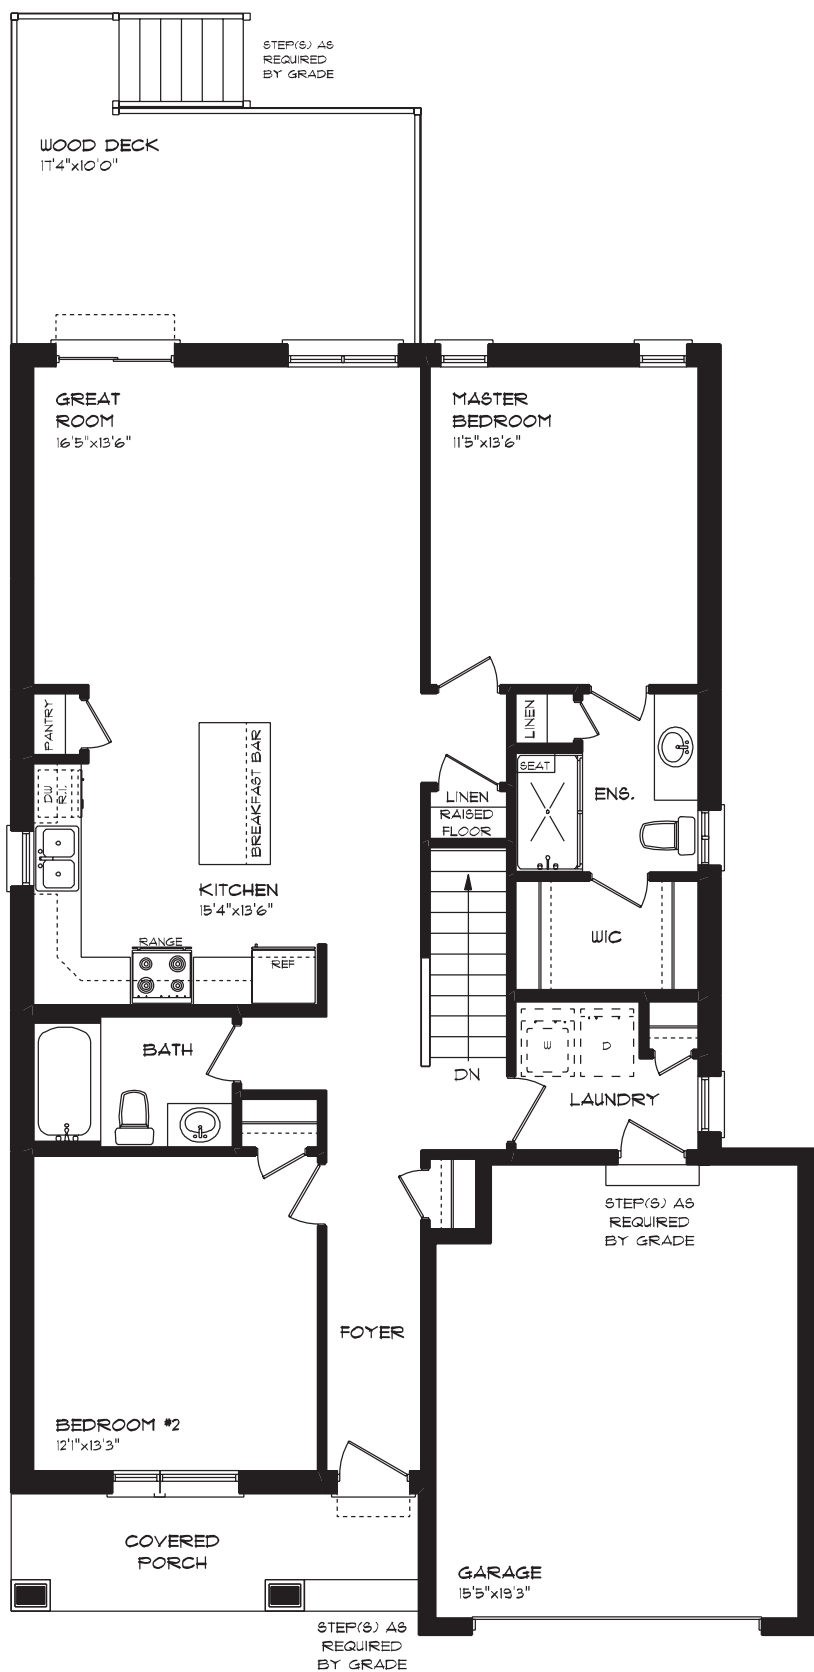 STEP(S) AS
REQUIRED
BY GRADE
WOOD DECK
17'4"x10'0"
GREAT
ROOM
16'5"x13'6"
MASTER
BEDROOM
11'5"x13'6"
PANTRY
LINEN
BREAKFAST BAR
SEAT
DW
R.I.
LINEN
RAISED
FLOOR
ENS.
KITCHEN
15'4"x13'6"
WIC
RANGE
REF
BATH
W
D
DN
LAUNDRY
STEP(S) AS
REQUIRED
BY GRADE
FOYER
BEDROOM #2
12'1"x13'3"
COVERED
PORCH
GARAGE
15'5"x19'3"
STEP(S) AS
REQUIRED
BY GRADE